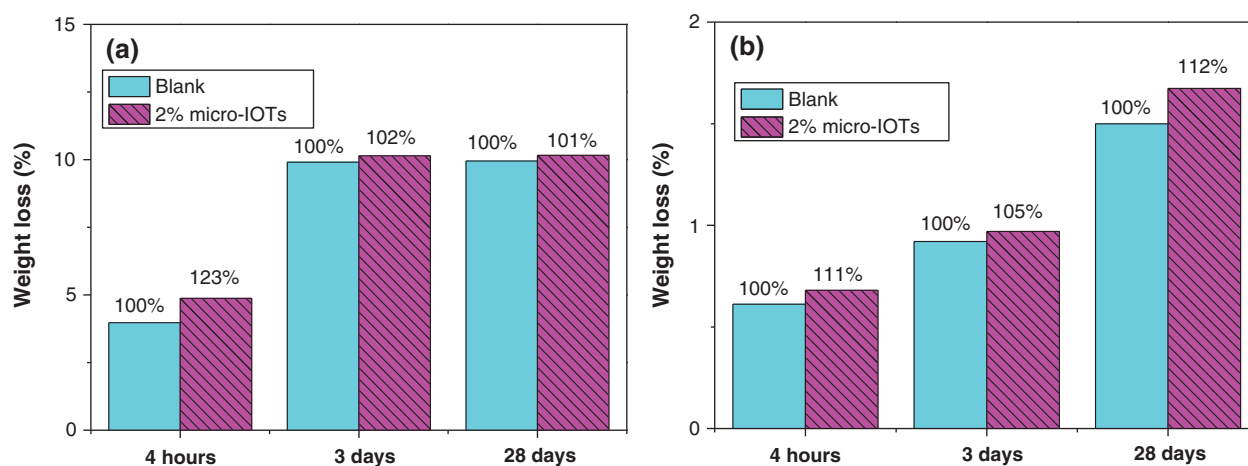 (a)
Blank
2% micro-IOTs
Weight loss (%)
15
10
5
0
100%
123%
100%
102%
100%
101%
4 hours
3 days
28 days
(b)
Blank
2% micro-IOTs
Weight loss (%)
2
1
0
100%
111%
100%
105%
100%
112%
4 hours
3 days
28 days